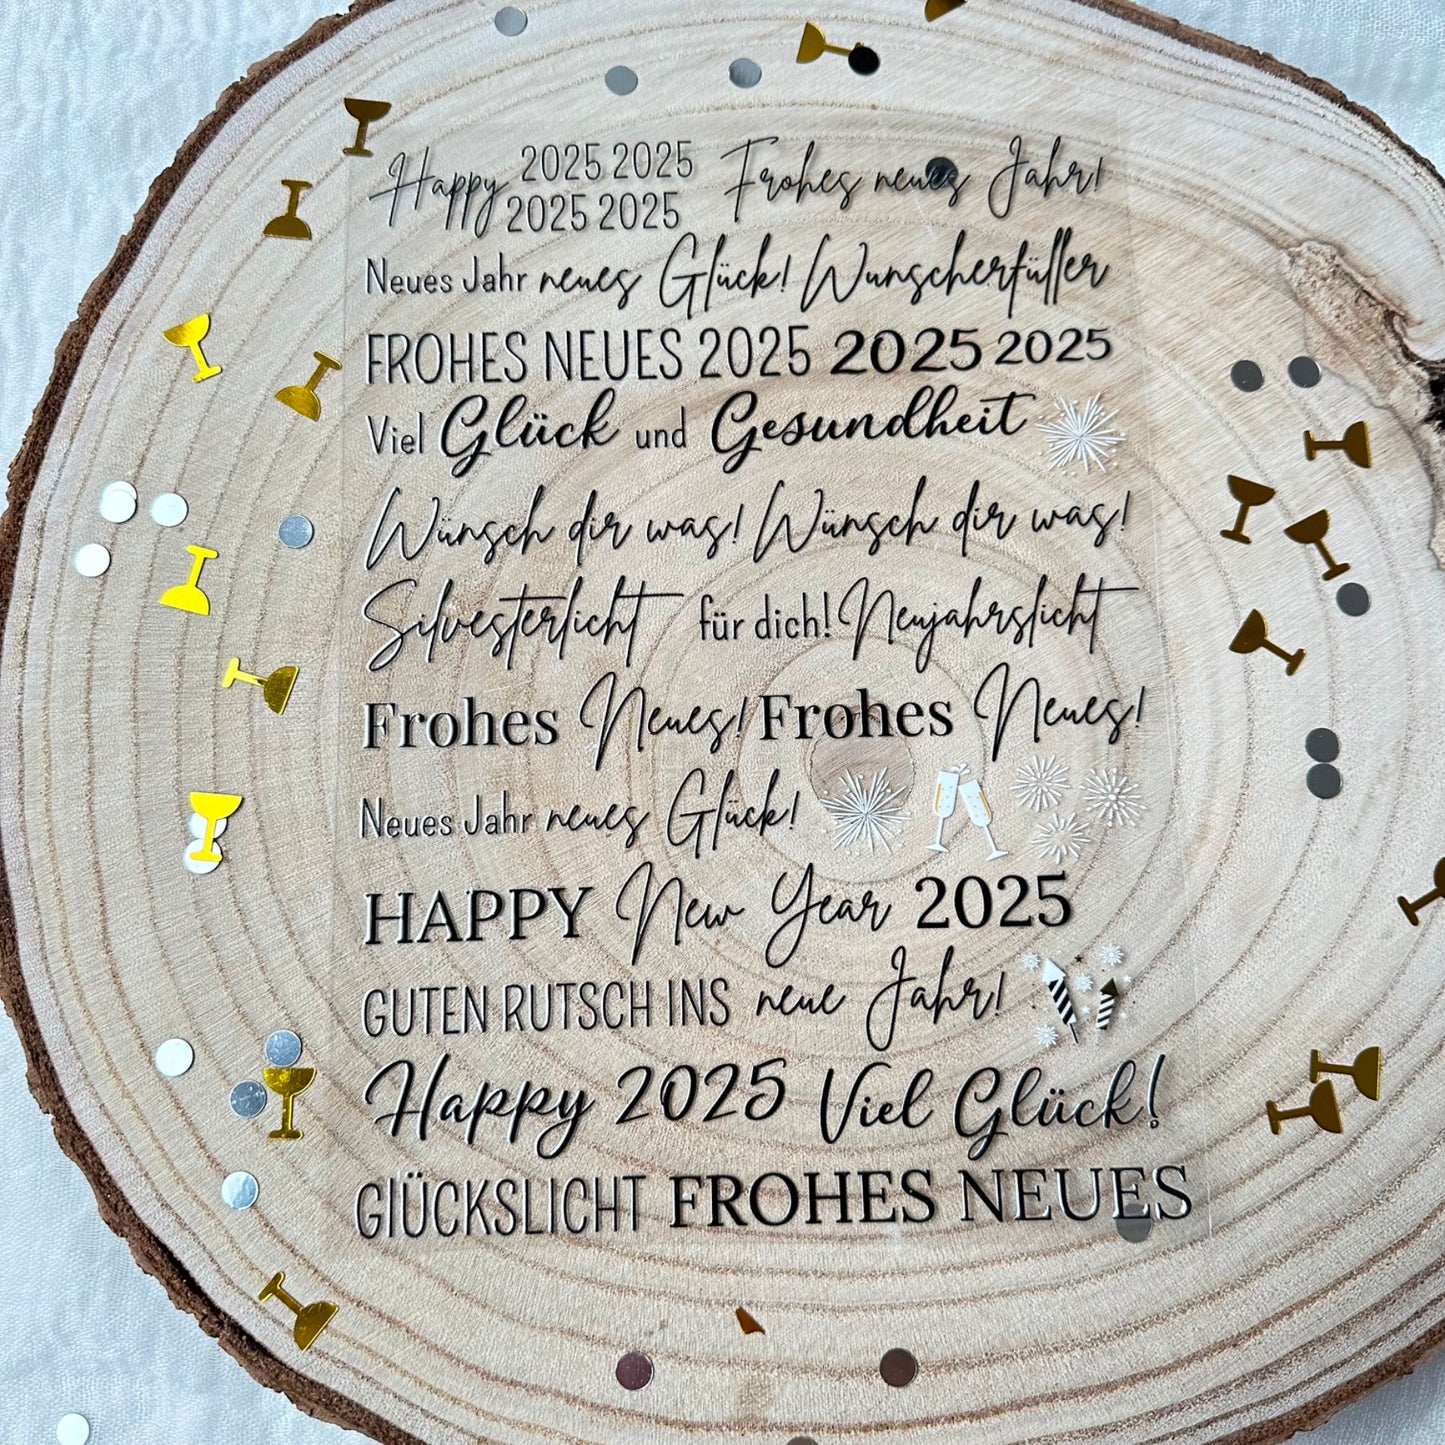 Happy 2025 2025 Frohes neues Jahr!
2025 2025
Neues Jahr neues Glück! Wunscherfüller
FROHES NEUES 2025 2025 2025
Viel Glück und Gesundheit
Wünsch dir was! Wünsch dir was!
Silvesterlicht für dich! Neujahrslicht
Frohes Neues! Frohes Neues!
Neues Jahr neues Glück!
HAPPY New Year 2025
GUTEN RUTSCH INS neue Jahr!
Happy 2025 Viel Glück!
GLÜCKSLICHT FROHES NEUES